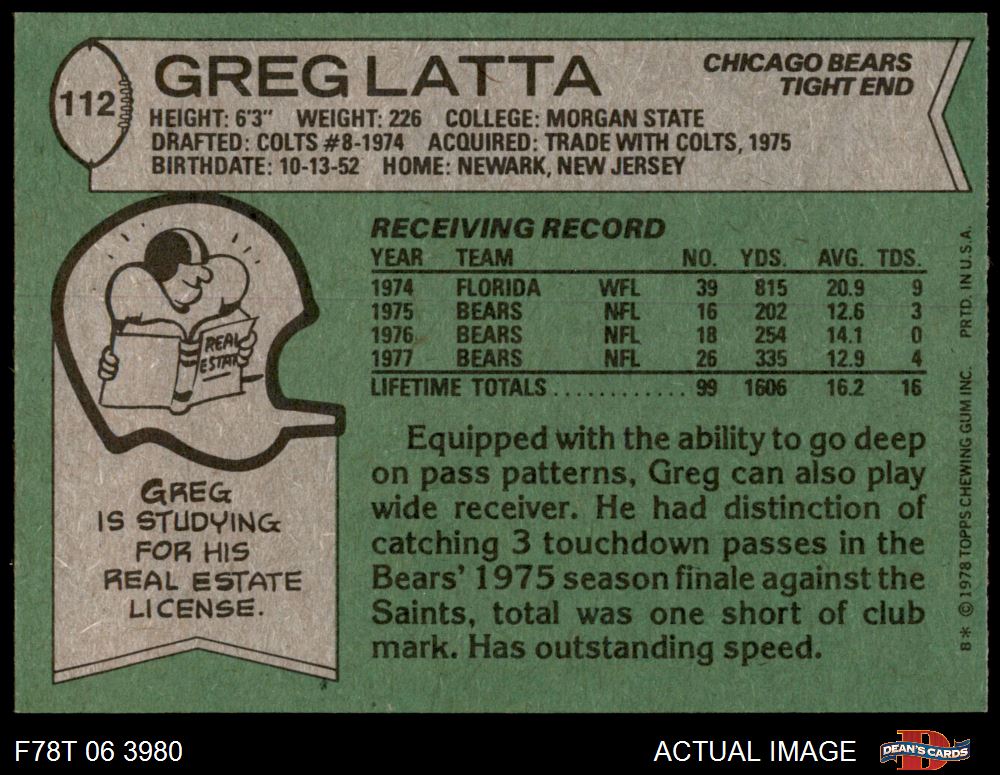 112
GREG LATTA
CHICAGO BEARS
TIGHT END
HEIGHT: 6'3" WEIGHT: 226 COLLEGE: MORGAN STATE
DRAFTED: COLTS #8-1974 ACQUIRED: TRADE WITH COLTS, 1975
BIRTHDATE: 10-13-52 HOME: NEWARK, NEW JERSEY
REAL
ESTATE
GREG
IS STUDYING
FOR HIS
REAL ESTATE
LICENSE.
RECEIVING RECORD
YEAR TEAM NO. YDS. AVG. TDS.
1974 FLORIDA WFL 39 815 20.9 9
1975 BEARS NFL 16 202 12.6 3
1976 BEARS NFL 18 254 14.1 0
1977 BEARS NFL 26 335 12.9 4
LIFETIME TOTALS............ 99 1606 16.2 16
Equipped with the ability to go deep
on pass patterns, Greg can also play
wide receiver. He had distinction of
catching 3 touchdown passes in the
Bears' 1975 season finale against the
Saints, total was one short of club
mark. Has outstanding speed.
8* © 1978 TOPPS CHEWING GUM INC. PRTD. IN U.S.A.
F78T 06 3980
ACTUAL IMAGE
D
DEAN'S CARDS